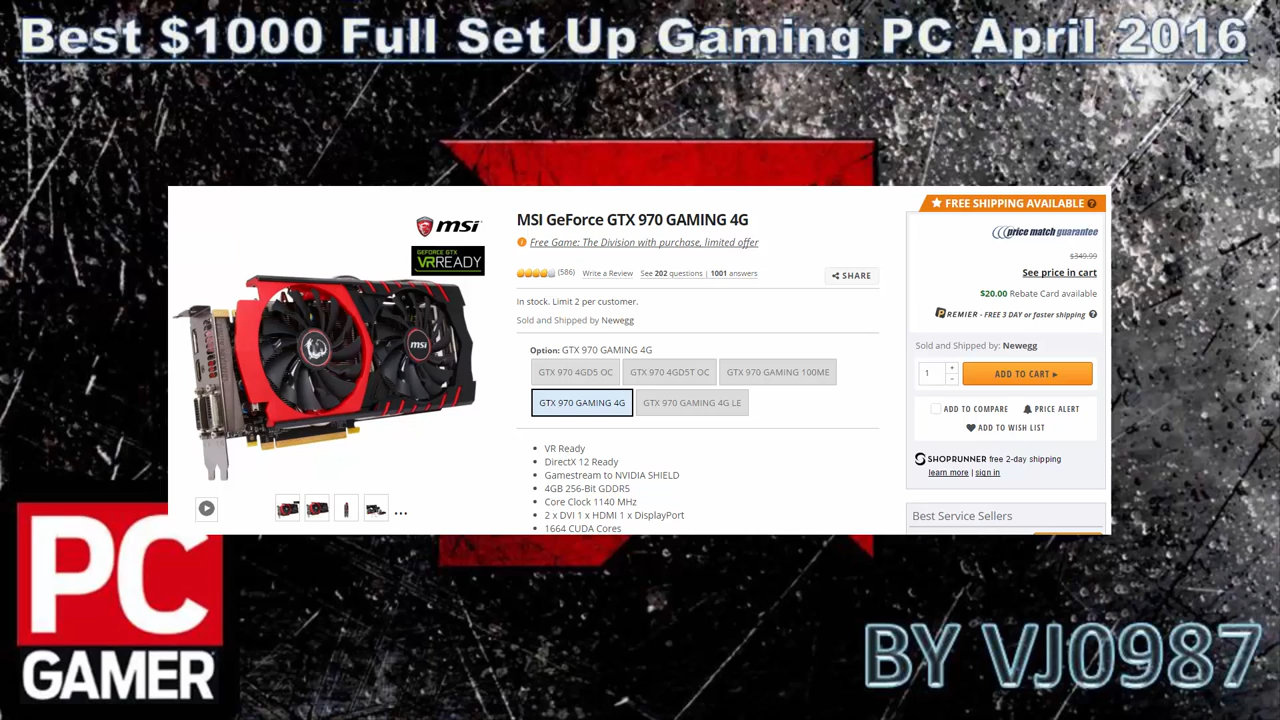 Best $1000 Full Set Up Gaming PC April 2016
msi
GEFORCE GTX
VRREADY
msi
MSI GeForce GTX 970 GAMING 4G
Free Game: The Division with purchase, limited offer
(586) Write a Review See 202 questions | 1001 answers
SHARE
In stock. Limit 2 per customer.
Sold and Shipped by Newegg
Option: GTX 970 GAMING 4G
GTX 970 4GD5 OC GTX 970 4GD5T OC GTX 970 GAMING 100ME
GTX 970 GAMING 4G GTX 970 GAMING 4G LE
• VR Ready
• DirectX 12 Ready
• Gamestream to NVIDIA SHIELD
• 4GB 256-Bit GDDR5
• Core Clock 1140 MHz
• 2 x DVI 1 x HDMI 1 x DisplayPort
• 1664 CUDA Cores
...
FREE SHIPPING AVAILABLE ?
price match guarantee
$349.99
See price in cart
$20.00 Rebate Card available
PREMIER - FREE 3 DAY or faster shipping ?
Sold and Shipped by: Newegg
1 + - ADD TO CART ▸
ADD TO COMPARE PRICE ALERT
ADD TO WISH LIST
SHOPRUNNER free 2-day shipping
learn more | sign in
Best Service Sellers
PC
GAMER
BY VJ0987